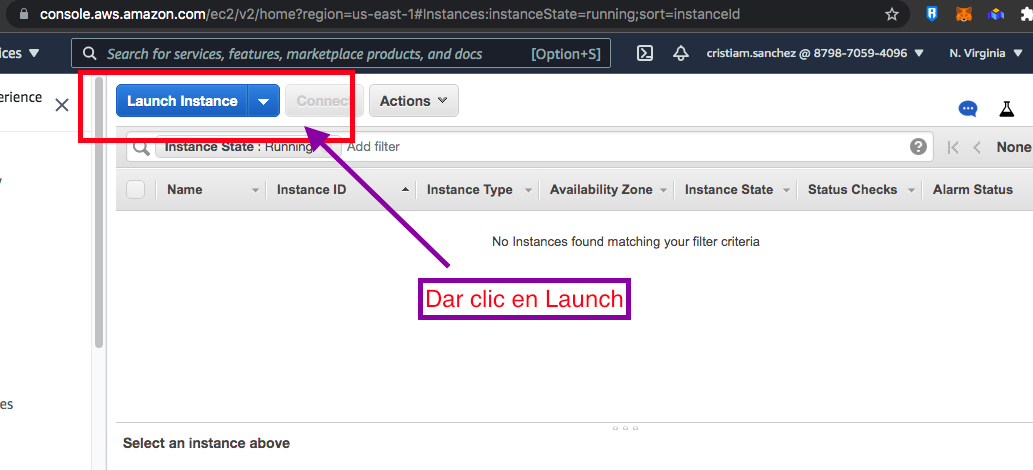 console.aws.amazon.com/ec2/v2/home?region=us-east-1#Instances:instanceState=running;sort=instanceId
ces ▼ Search for services, features, marketplace products, and docs [Option+S] cristiam.sanchez @ 8798-7059-4096 ▼ N. Virginia
erience
Launch Instance Connect Actions
Instance State : Running Add filter None
Name Instance ID Instance Type Availability Zone Instance State Status Checks Alarm Status
No Instances found matching your filter criteria
Dar clic en Launch
es
Select an instance above